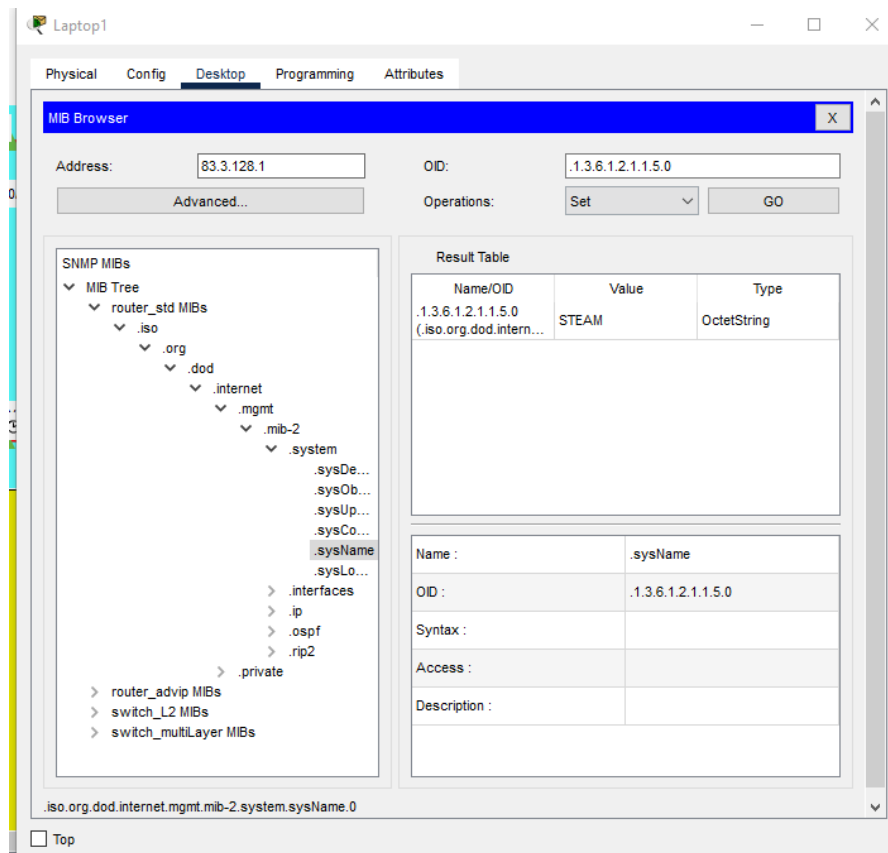 Laptop1
Physical Config Desktop Programming Attributes
MIB Browser X
Address: 83.3.128.1 OID: .1.3.6.1.2.1.1.5.0
Advanced... Operations: Set GO
SNMP MIBs
MIB Tree
router_std MIBs
.iso
.org
.dod
.internet
.mgmt
.mib-2
.system
.sysDe...
.sysOb...
.sysUp...
.sysCo...
.sysName
.sysLo...
.interfaces
.ip
.ospf
.rip2
.private
router_advip MIBs
switch_L2 MIBs
switch_multiLayer MIBs
Result Table
Name/OID Value Type
.1.3.6.1.2.1.1.5.0
(.iso.org.dod.intern... STEAM OctetString
Name : .sysName
OID : .1.3.6.1.2.1.1.5.0
Syntax :
Access :
Description :
.iso.org.dod.internet.mgmt.mib-2.system.sysName.0
Top